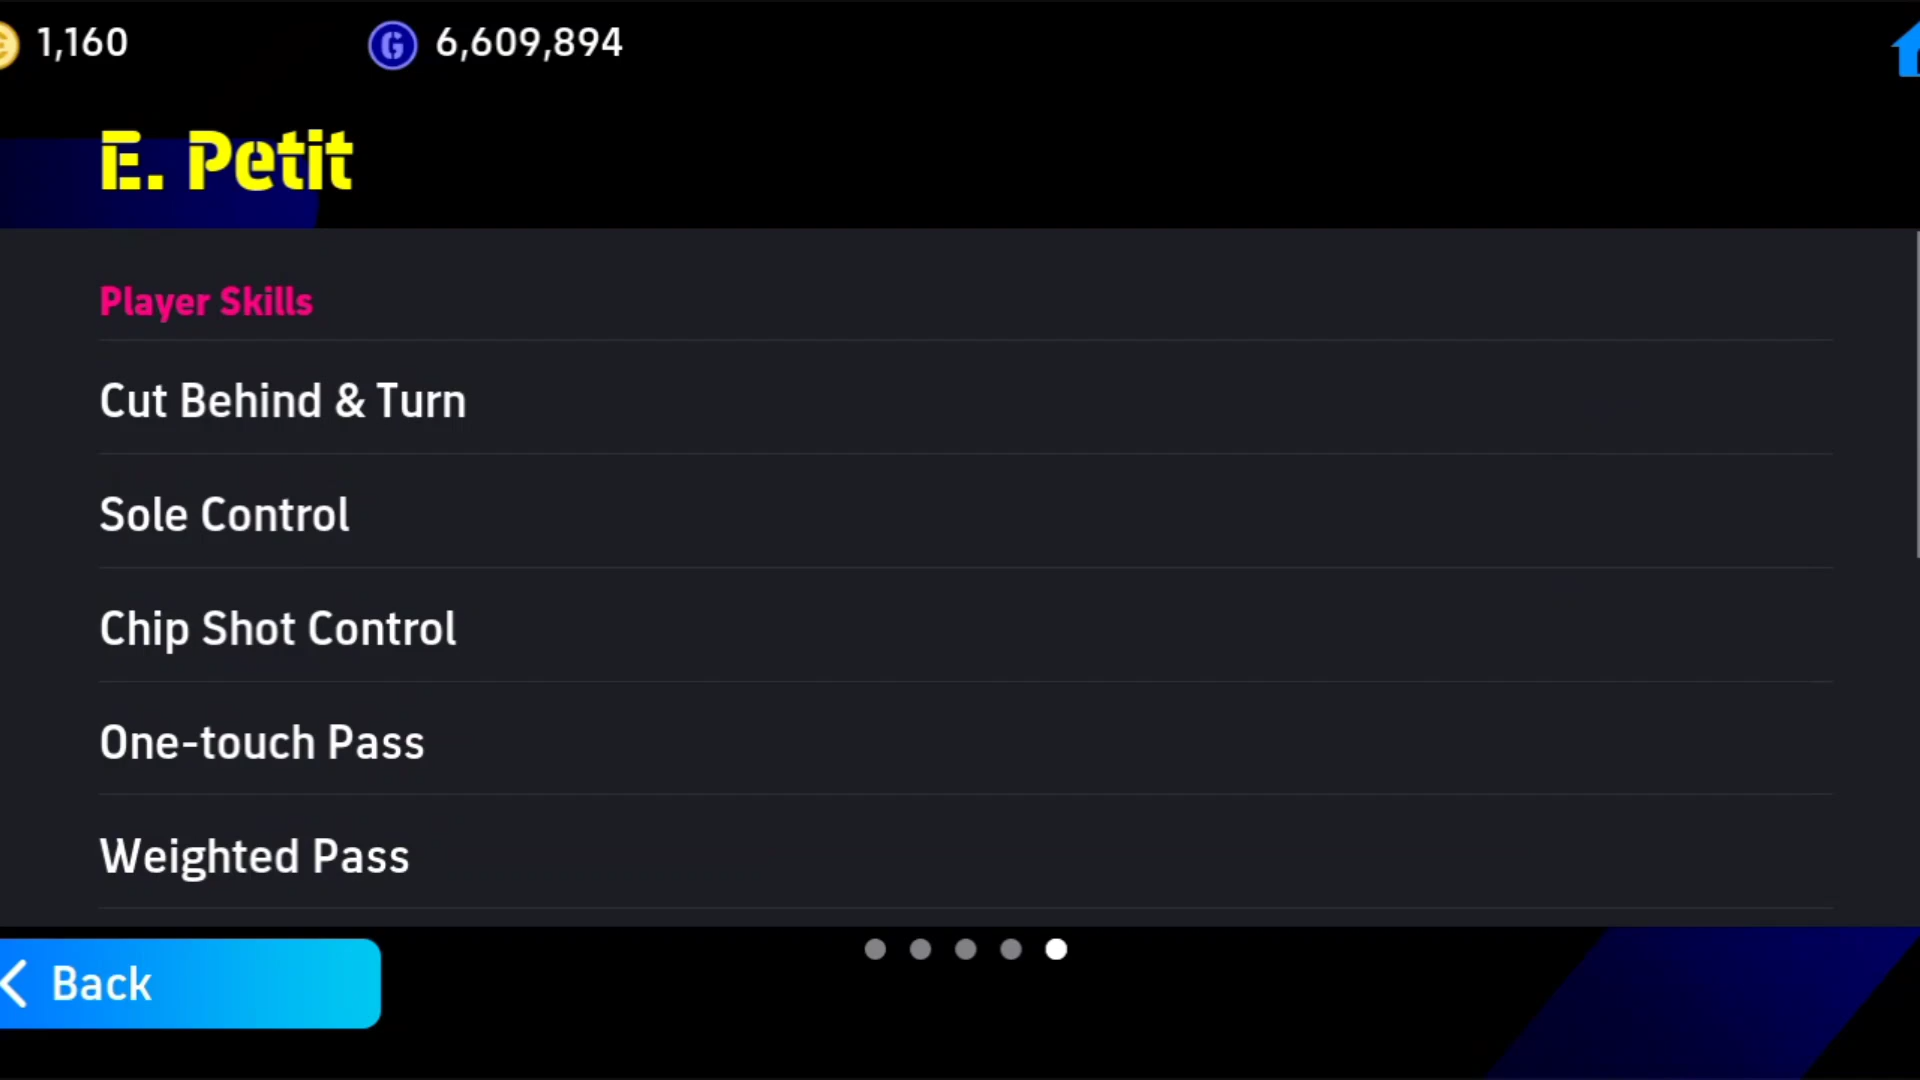 1,160
6,609,894
E. Petit
Player Skills
Cut Behind & Turn
Sole Control
Chip Shot Control
One-touch Pass
Weighted Pass
Back